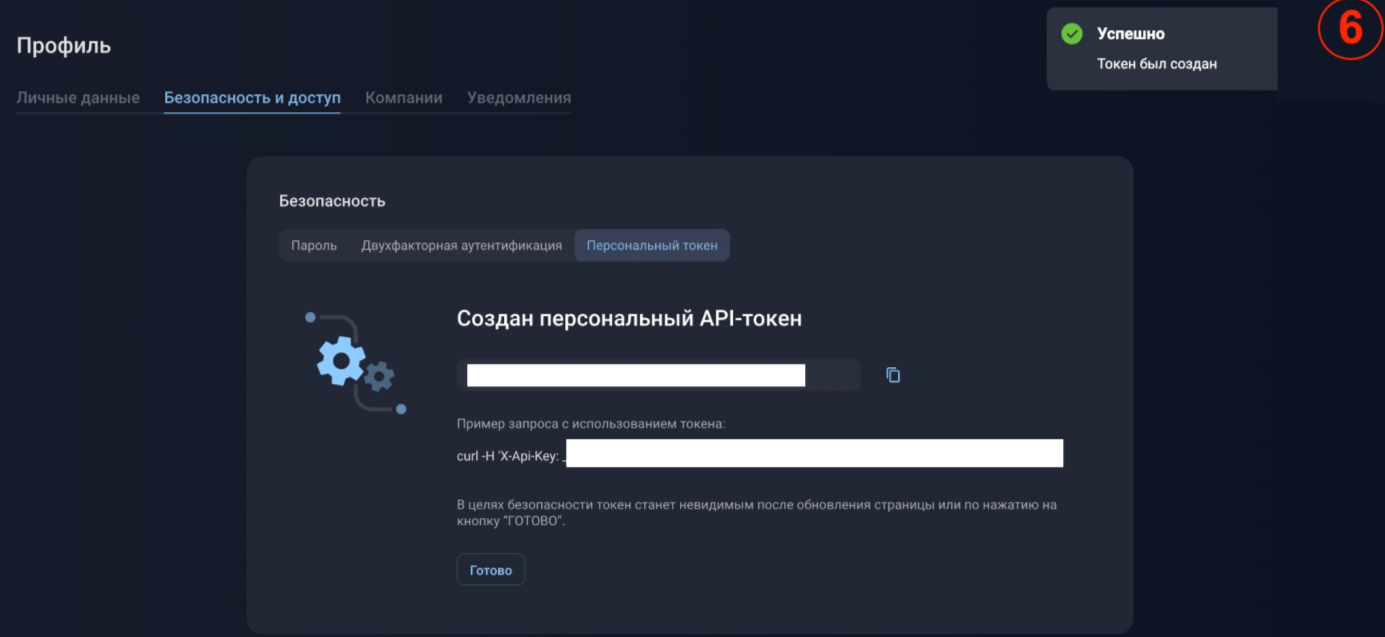 Профиль
Успешно
Токен был создан
6
Личные данные Безопасность и доступ Компании Уведомления
Безопасность
Пароль Двухфакторная аутентификация Персональный токен
Создан персональный API-токен
Пример запроса с использованием токена:
curl -H 'X-Api-Key: _
В целях безопасности токен станет невидимым после обновления страницы или по нажатию на
кнопку "ГОТОВО".
Готово